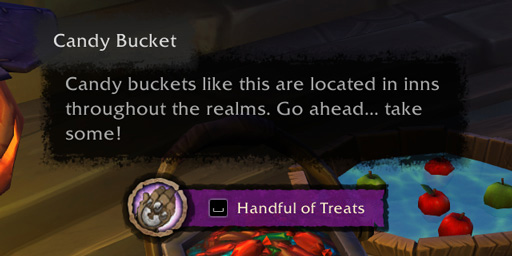 Candy Bucket
Candy buckets like this are located in inns
throughout the realms. Go ahead... take
some!
Handful of Treats